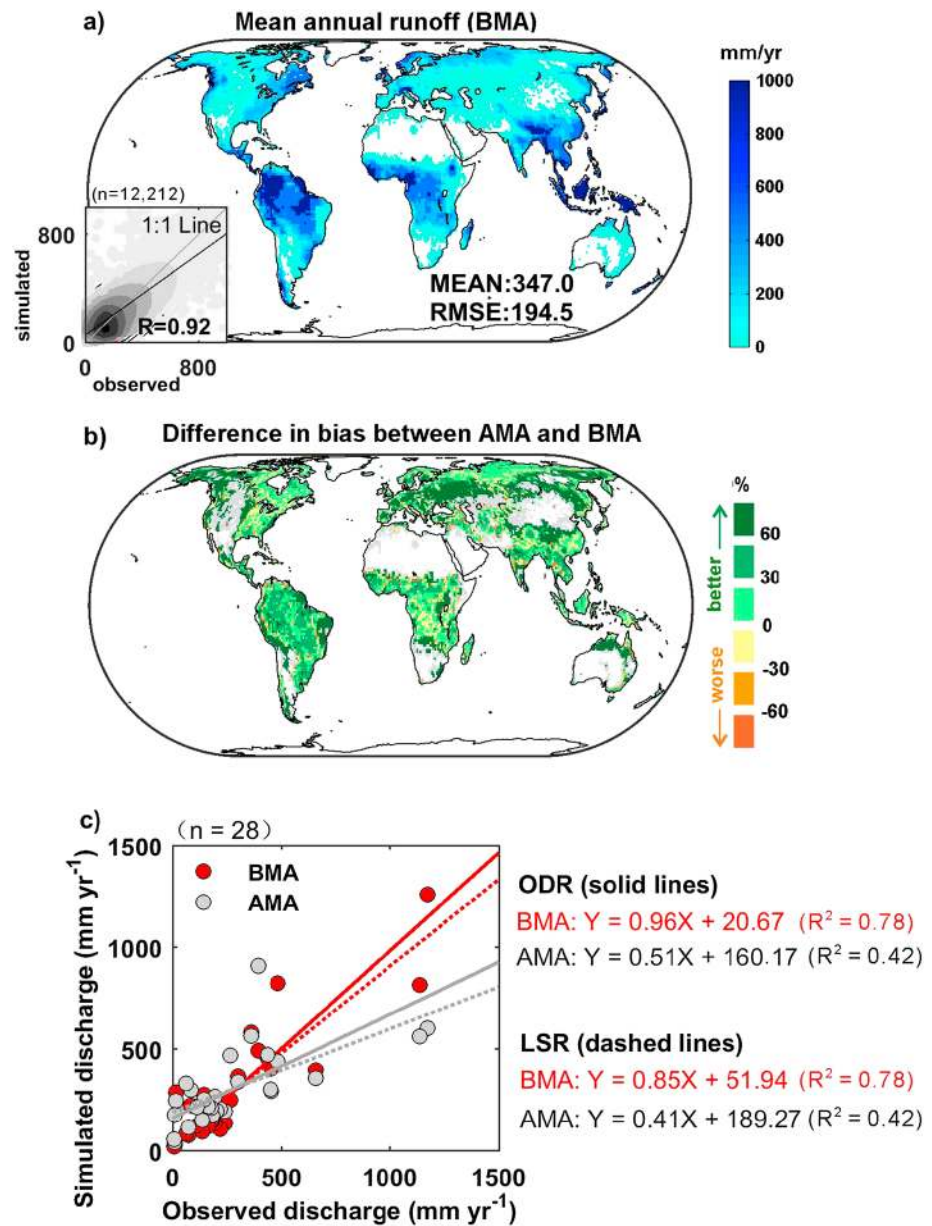 a)
Mean annual runoff (BMA)
mm/yr
1000
800
600
400
200
0
(n=12,212)
1:1 Line
800
simulated
R=0.92
0
0
800
observed
MEAN:347.0
RMSE:194.5
b)
Difference in bias between AMA and BMA
%
60
30
0
-30
-60
better
worse
c)
(n = 28)
1500
1000
500
0
Simulated discharge (mm yr-1)
BMA
AMA
0
500
1000
1500
Observed discharge (mm yr-1)
ODR (solid lines)
BMA: Y = 0.96X + 20.67 (R2 = 0.78)
AMA: Y = 0.51X + 160.17 (R2 = 0.42)
LSR (dashed lines)
BMA: Y = 0.85X + 51.94 (R2 = 0.78)
AMA: Y = 0.41X + 189.27 (R2 = 0.42)